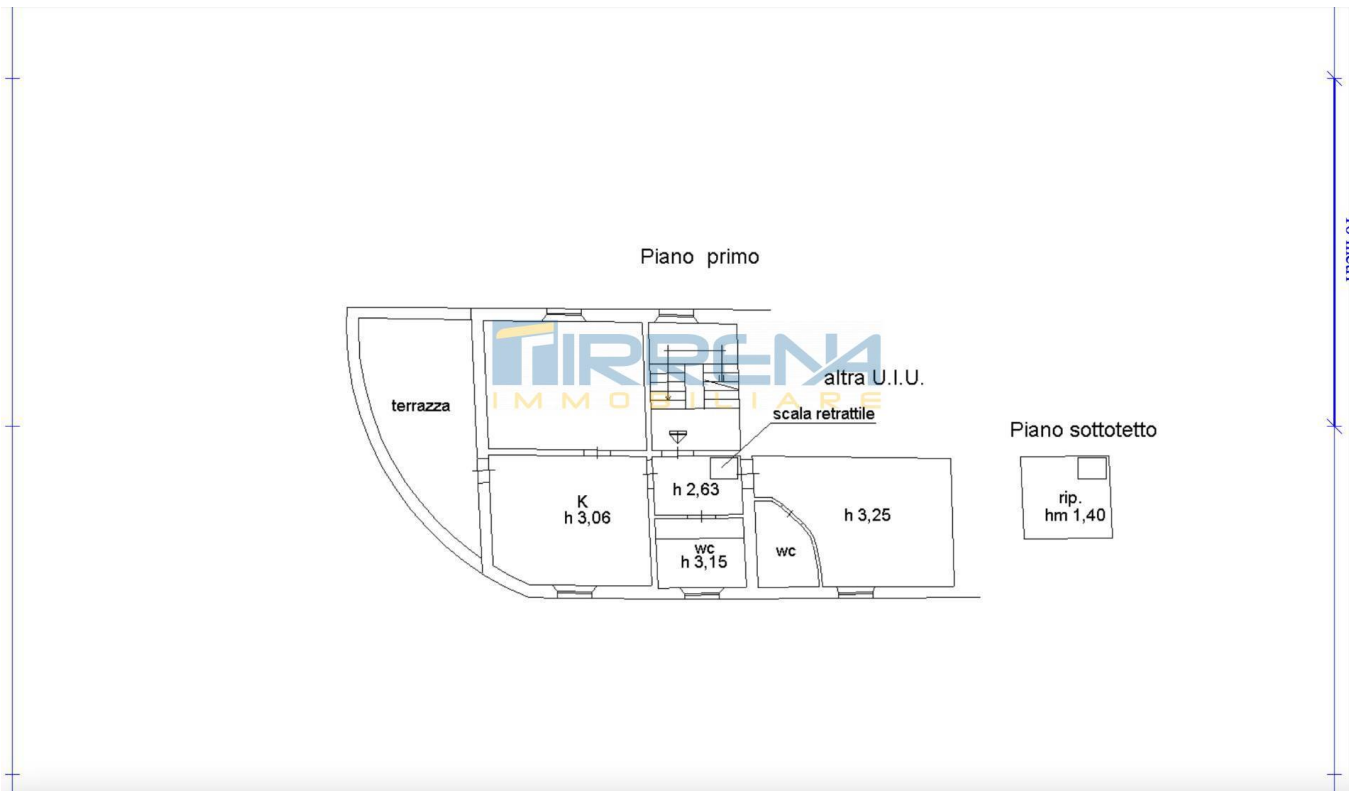 Piano primo
TIRRENA
IMMOBILIARE
altra U.I.U.
terrazza
scala retrattile
Piano sottotetto
h 2,63
K
h 3,06
h 3,25
rip.
hm 1,40
wc
h 3,15
wc